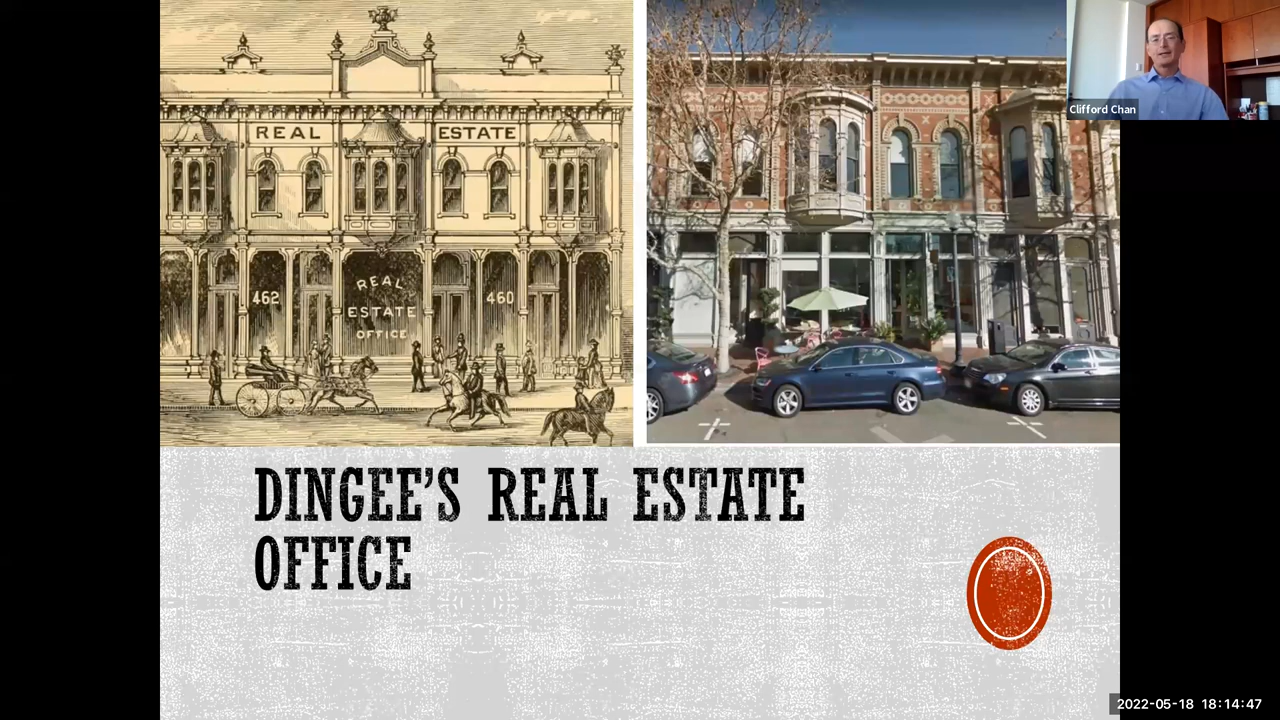 REAL ESTATE
REAL
ESTATE
OFFICE
462
460
Clifford Chan
DINGEE'S REAL ESTATE
OFFICE
2022-05-18 18:14:47